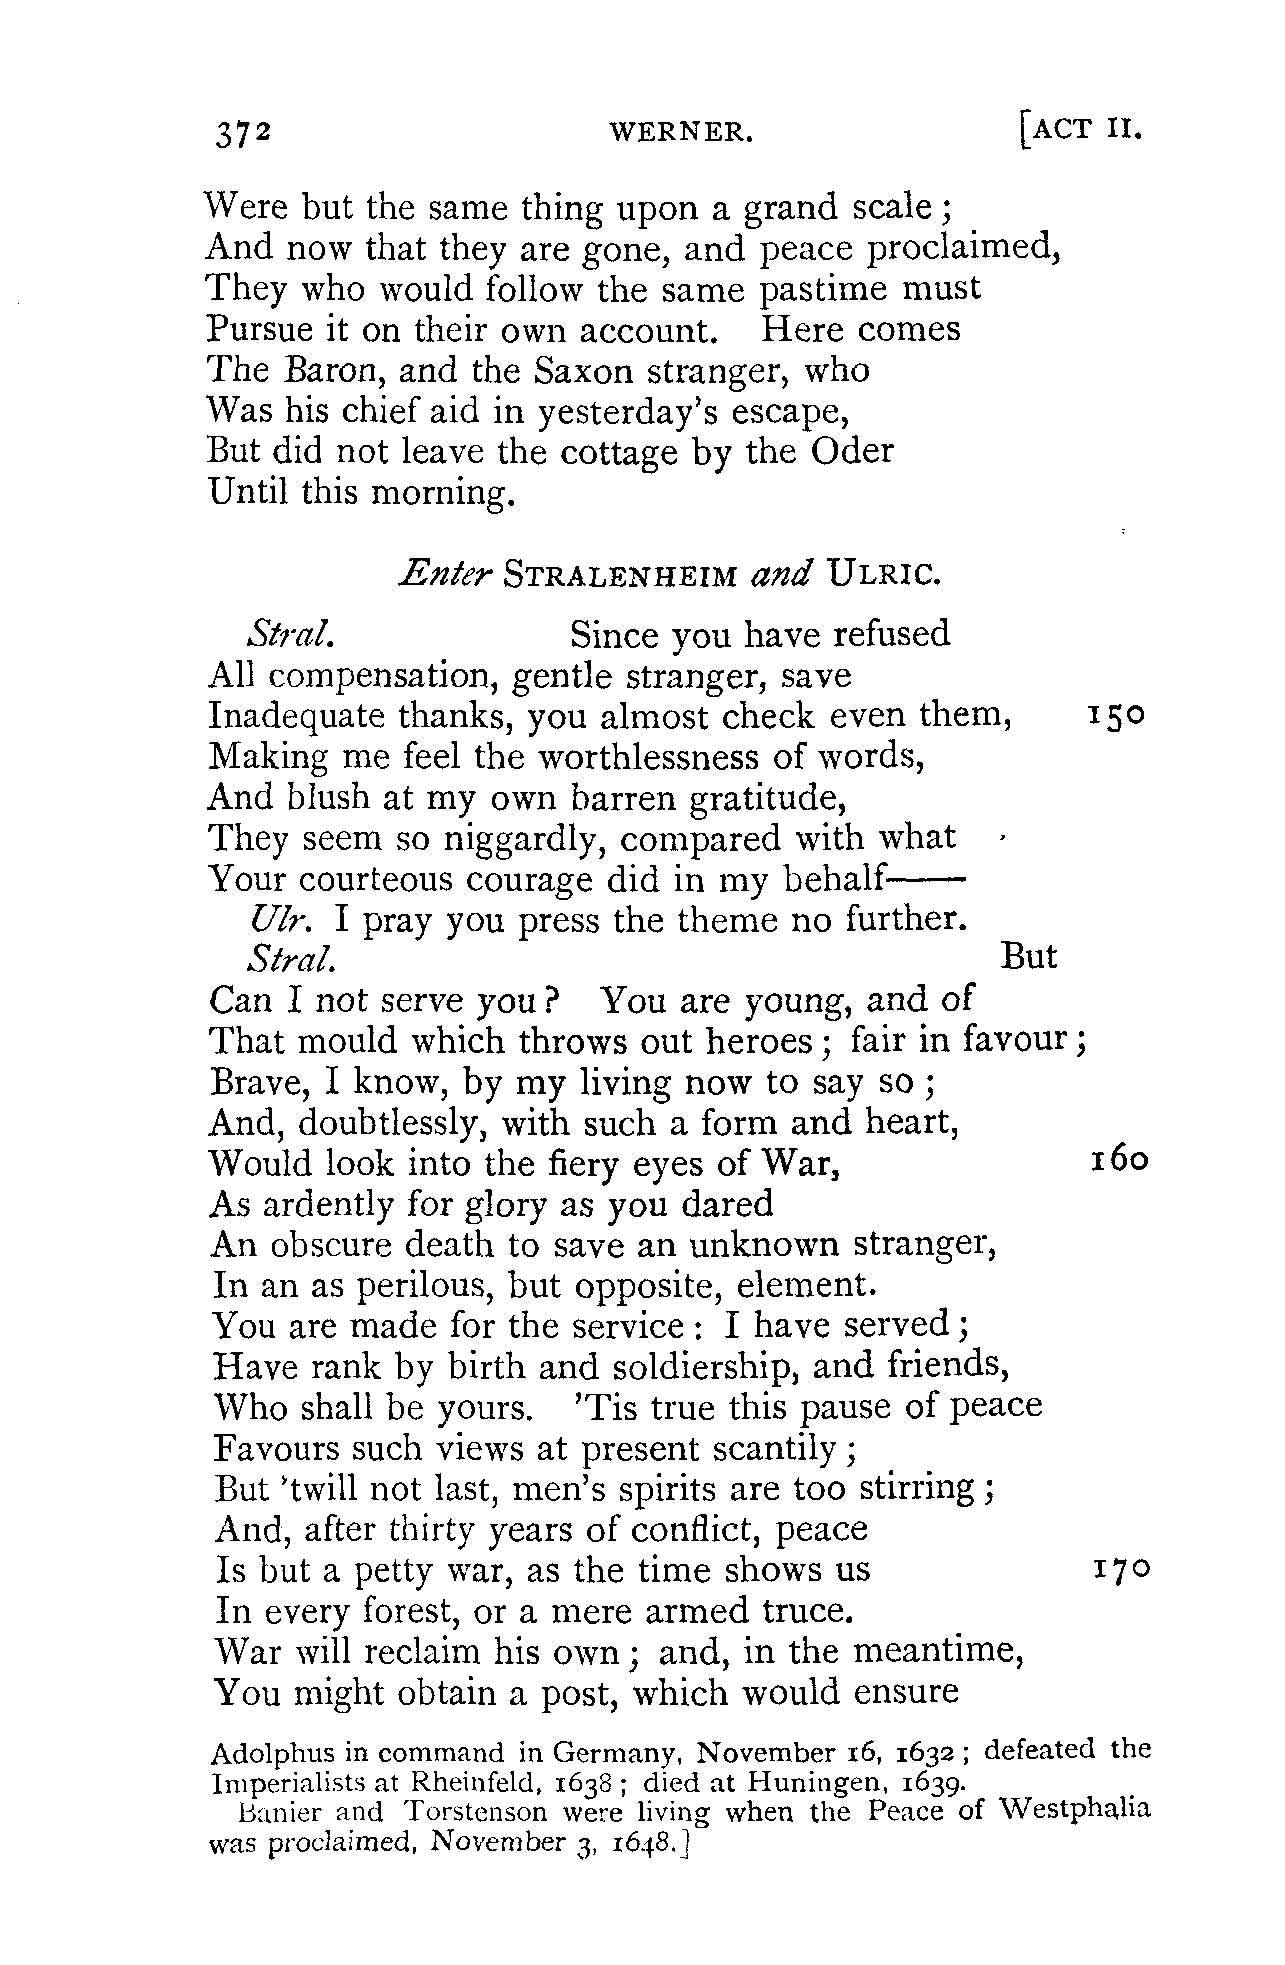 372 WERNER. [ACT II.
Were but the same thing upon a grand scale;
And now that they are gone, and peace proclaimed,
They who would follow the same pastime must
Pursue it on their own account. Here comes
The Baron, and the Saxon stranger, who
Was his chief aid in yesterday's escape,
But did not leave the cottage by the Oder
Until this morning.
Enter STRALENHEIM and ULRIC.
Stral. Since you have refused
All compensation, gentle stranger, save
Inadequate thanks, you almost check even them, 150
Making me feel the worthlessness of words,
And blush at my own barren gratitude,
They seem so niggardly, compared with what
Your courteous courage did in my behalf——
Ulr. I pray you press the theme no further.
Stral. But
Can I not serve you? You are young, and of
That mould which throws out heroes; fair in favour;
Brave, I know, by my living now to say so;
And, doubtlessly, with such a form and heart,
Would look into the fiery eyes of War, 160
As ardently for glory as you dared
An obscure death to save an unknown stranger,
In an as perilous, but opposite, element.
You are made for the service: I have served;
Have rank by birth and soldiership, and friends,
Who shall be yours. 'Tis true this pause of peace
Favours such views at present scantily;
But 'twill not last, men's spirits are too stirring;
And, after thirty years of conflict, peace
Is but a petty war, as the time shows us 170
In every forest, or a mere armed truce.
War will reclaim his own; and, in the meantime,
You might obtain a post, which would ensure
Adolphus in command in Germany, November 16, 1632; defeated the
Imperialists at Rheinfeld, 1638; died at Huningen, 1639.
Banier and Torstenson were living when the Peace of Westphalia
was proclaimed, November 3, 1648.]